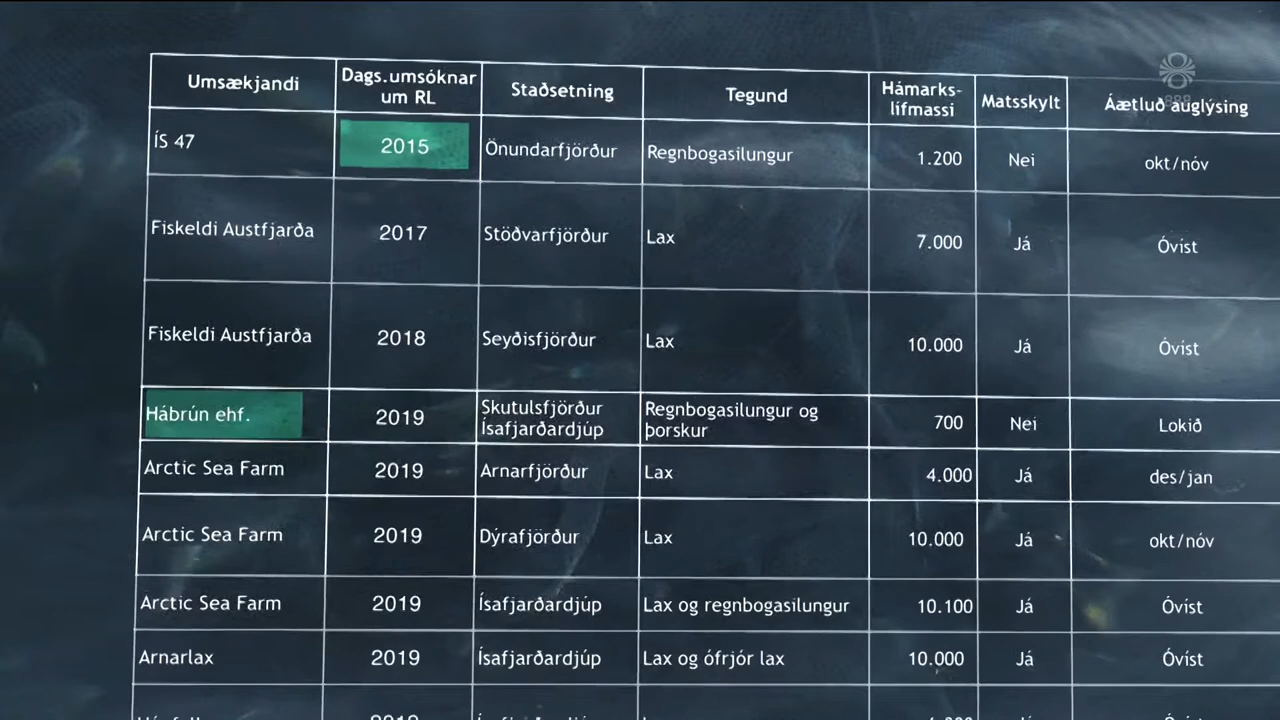 Umsækjandi
Dags.umsóknar
um RL
Staðsetning
Tegund
Hámarks-
lífmassi
Matsskylt
Áætluð auglýsing
ÍS 47
2015
Önundarfjörður
Regnbogasilungur
1.200
Nei
okt/nóv
Fiskeldi Austfjarða
2017
Stöðvarfjörður
Lax
7.000
Já
Óvíst
Fiskeldi Austfjarða
2018
Seyðisfjörður
Lax
10.000
Já
Óvíst
Hábrún ehf.
2019
Skutulsfjörður
Ísafjarðardjúp
Regnbogasilungur og
þorskur
700
Nei
Lokið
Arctic Sea Farm
2019
Arnarfjörður
Lax
4.000
Já
des/jan
Arctic Sea Farm
2019
Dýrafjörður
Lax
10.000
Já
okt/nóv
Arctic Sea Farm
2019
Ísafjarðardjúp
Lax og regnbogasilungur
10.100
Já
Óvíst
Arnarlax
2019
Ísafjarðardjúp
Lax og ófrjór lax
10.000
Já
Óvíst